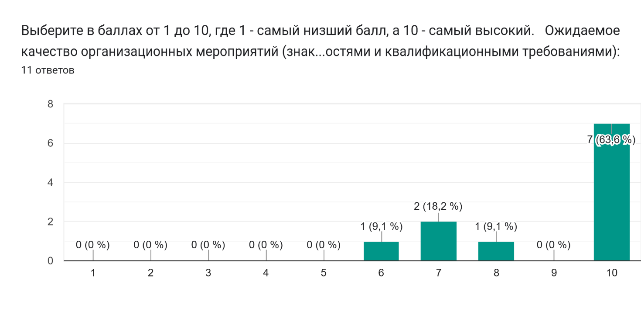 Выберите в баллах от 1 до 10, где 1 - самый низший балл, а 10 - самый высокий. Ожидаемое
качество организационных мероприятий (знак...остями и квалификационными требованиями):
11 ответов
8
6
4
2
0
0 (0 %)
0 (0 %)
0 (0 %)
0 (0 %)
0 (0 %)
1 (9,1 %)
2 (18,2 %)
1 (9,1 %)
0 (0 %)
7 (63,6 %)
1 2 3 4 5 6 7 8 9 10